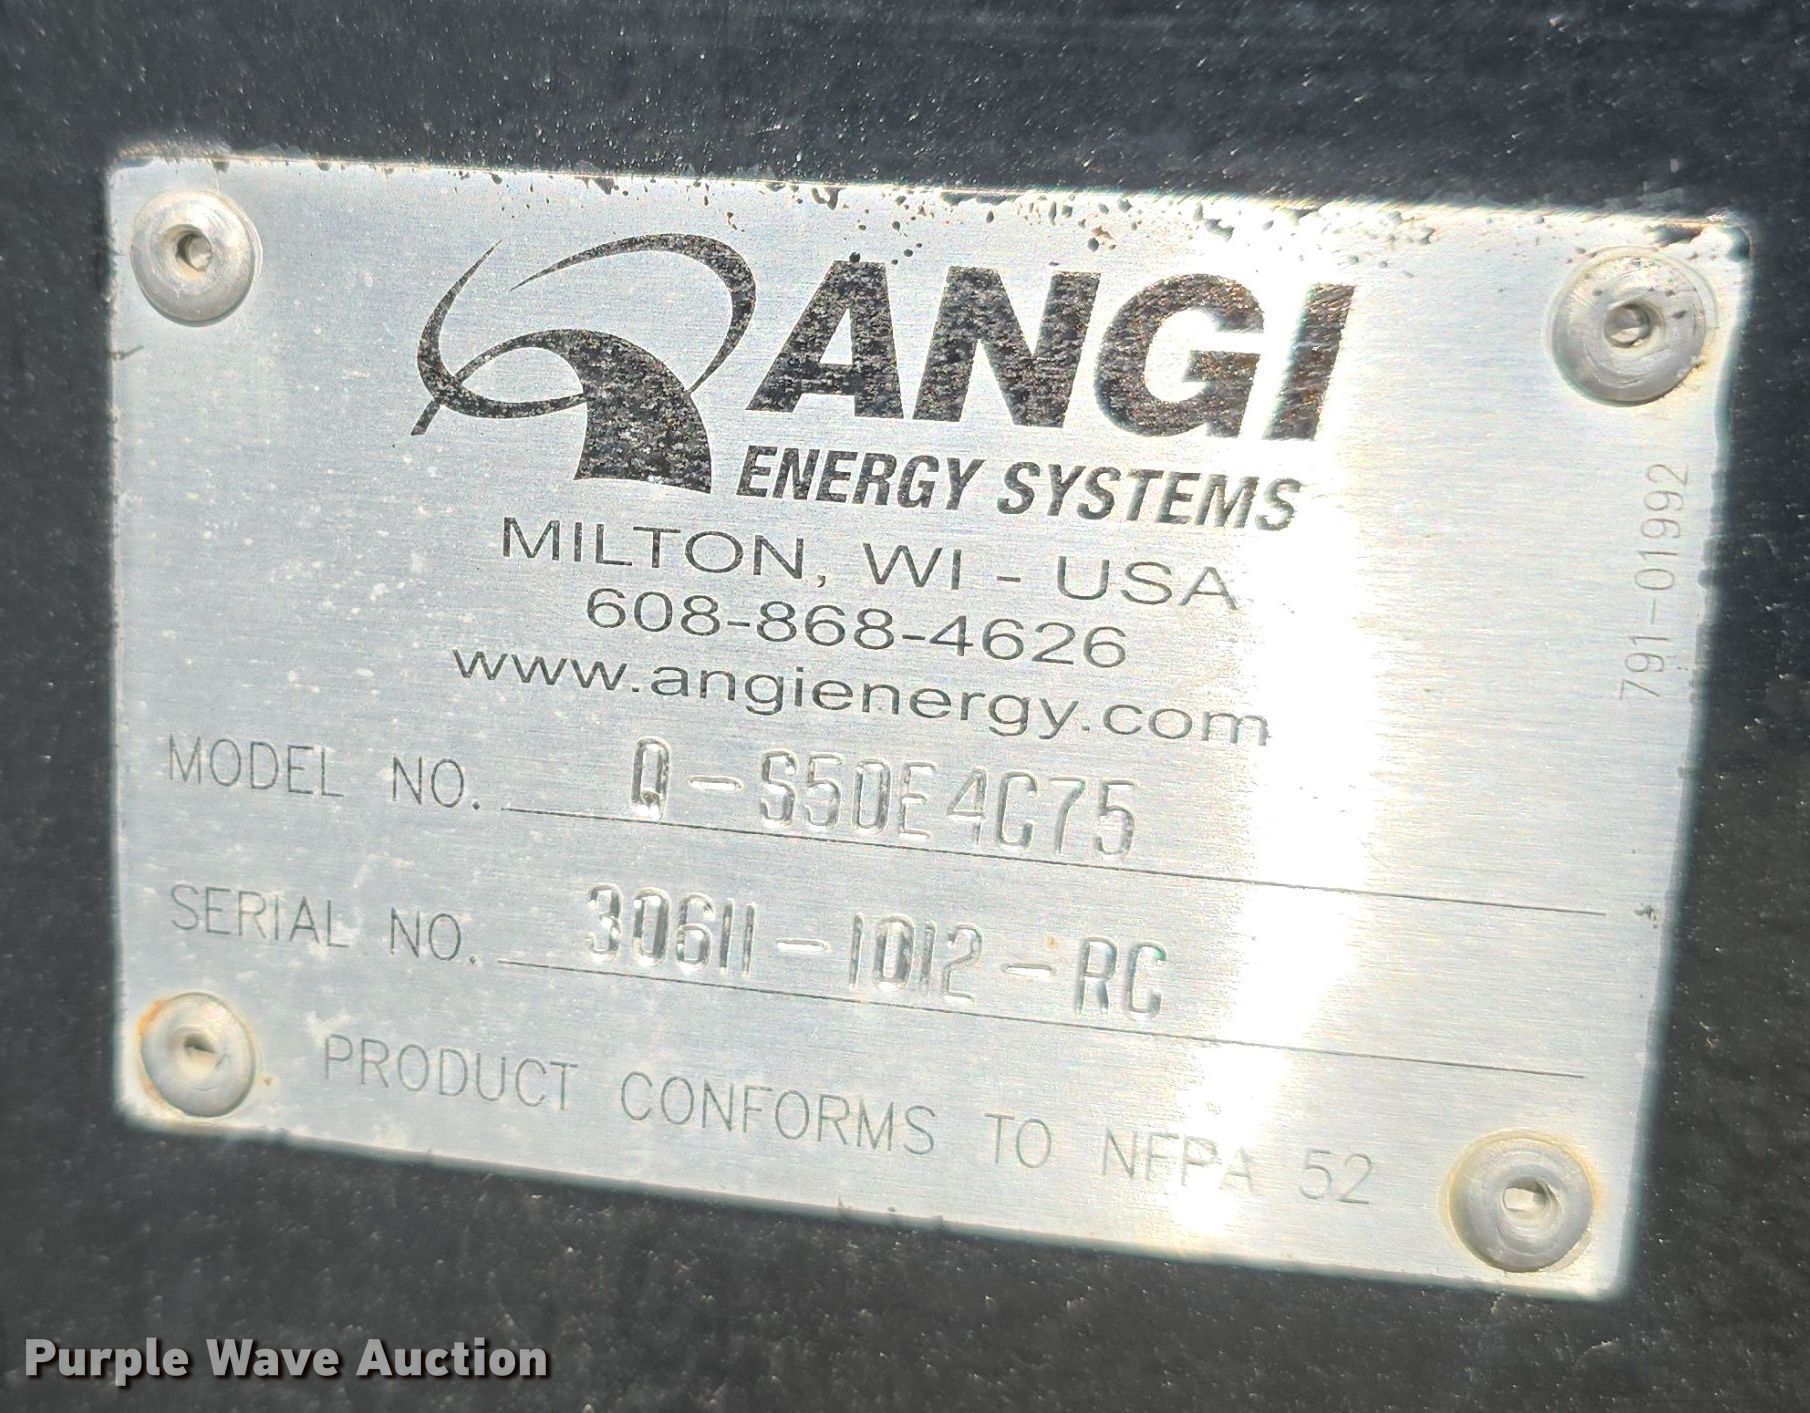 ANGI
ENERGY SYSTEMS
MILTON, WI - USA
608-868-4626
www.angienergy.com
791-01992
MODEL NO. Q-S50E4C75
SERIAL NO. 30611-1012-RC
PRODUCT CONFORMS TO NFPA 52
Purple Wave Auction